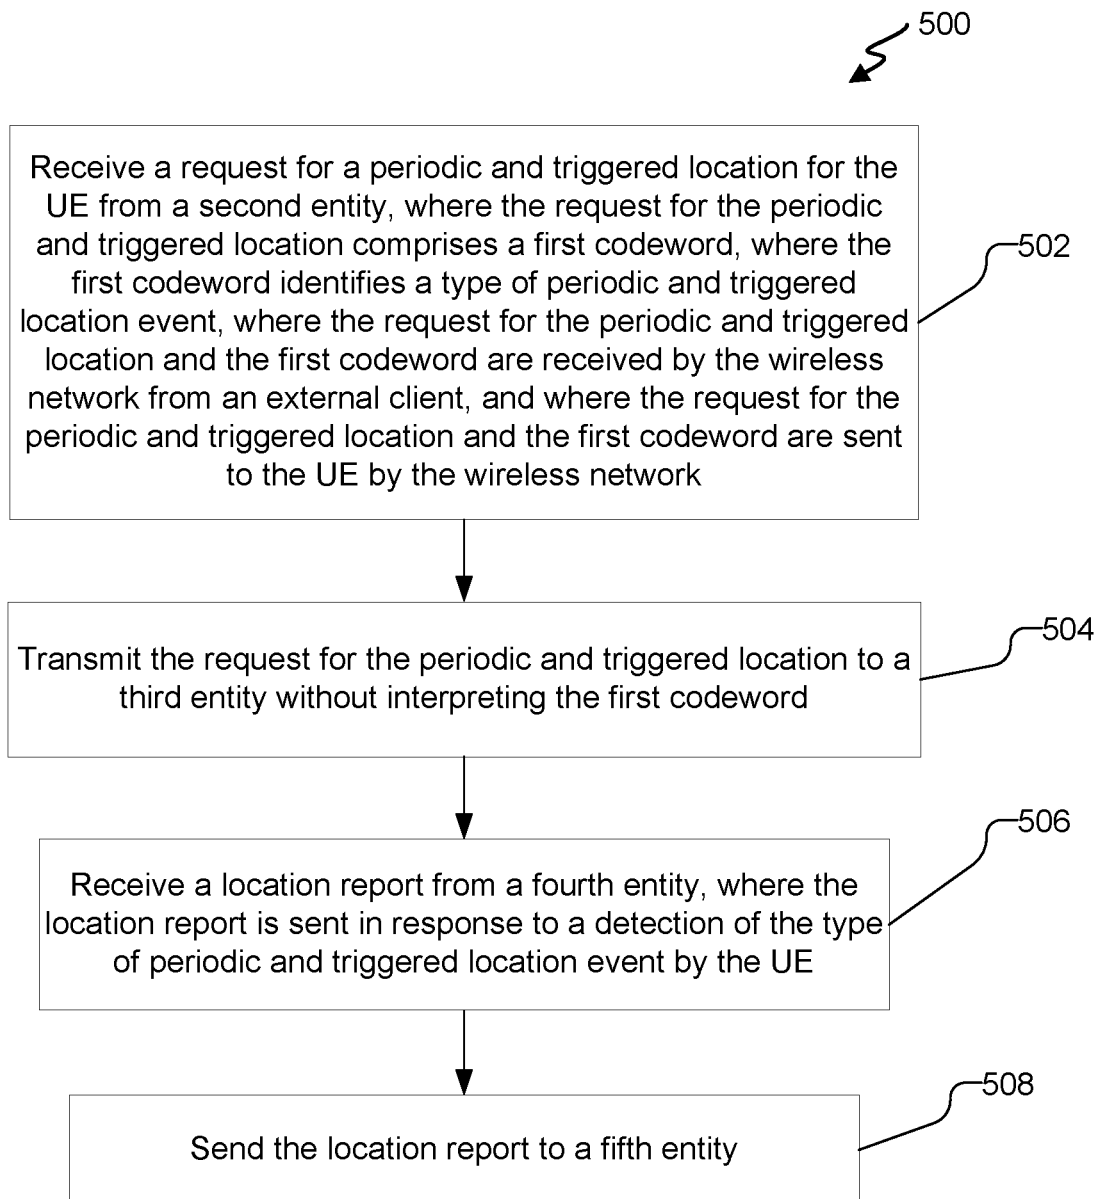 500
Receive a request for a periodic and triggered location for the
UE from a second entity, where the request for the periodic
and triggered location comprises a first codeword, where the
first codeword identifies a type of periodic and triggered
location event, where the request for the periodic and triggered
location and the first codeword are received by the wireless
network from an external client, and where the request for the
periodic and triggered location and the first codeword are sent
to the UE by the wireless network
502
Transmit the request for the periodic and triggered location to a
third entity without interpreting the first codeword
504
Receive a location report from a fourth entity, where the
location report is sent in response to a detection of the type
of periodic and triggered location event by the UE
506
Send the location report to a fifth entity
508